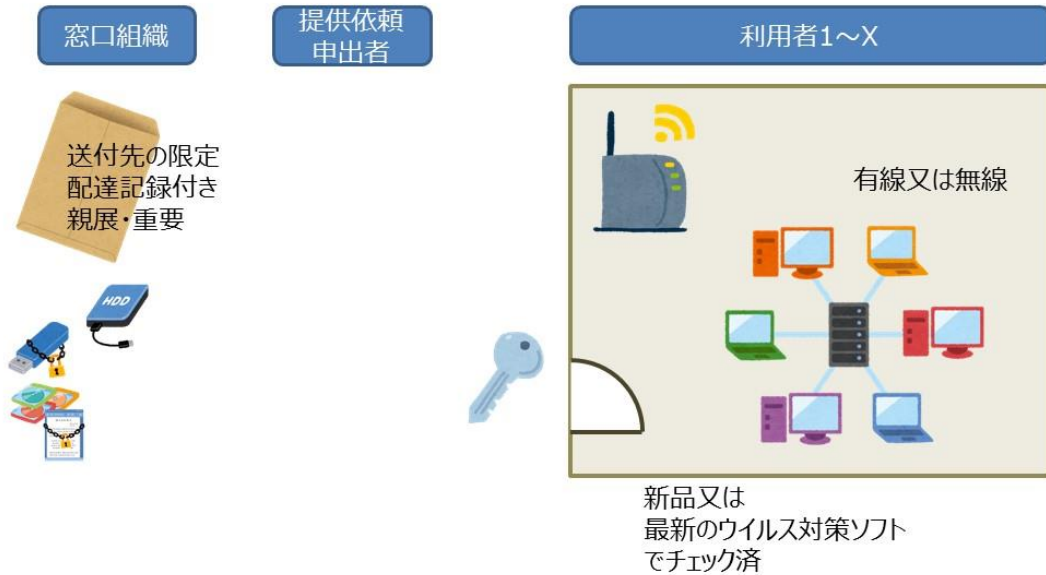 窓口組織
提供依頼
申出者
利用者1～X
送付先の限定
配達記録付き
親展・重要
有線又は無線
HDD
新品又は
最新のウイルス対策ソフト
でチェック済